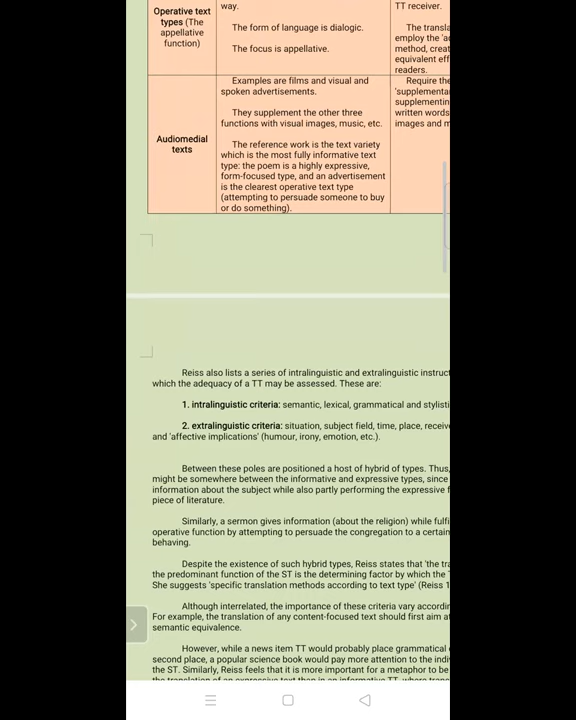 way.
TT receiver.
Operative text
types (The
appellative
function)
The form of language is dialogic.
The focus is appellative.
The transla
employ the 'a
method, creat
equivalent eff
readers.
Audiomedial
texts
Examples are films and visual and
spoken advertisements.
They supplement the other three
functions with visual images, music, etc.
The reference work is the text variety
which is the most fully informative text
type: the poem is a highly expressive,
form-focused type, and an advertisement
is the clearest operative text type
(attempting to persuade someone to buy
or do something).
Require the
'supplementa
supplementin
written words
images and m
Reiss also lists a series of intralinguistic and extralinguistic instruct
which the adequacy of a TT may be assessed. These are:
1. intralinguistic criteria: semantic, lexical, grammatical and stylisti
2. extralinguistic criteria: situation, subject field, time, place, receive
and 'affective implications' (humour, irony, emotion, etc.).
Between these poles are positioned a host of hybrid of types. Thus,
might be somewhere between the informative and expressive types, since
information about the subject while also partly performing the expressive f
piece of literature.
Similarly, a sermon gives information (about the religion) while fulfi
operative function by attempting to persuade the congregation to a certain
behaving.
Despite the existence of such hybrid types, Reiss states that 'the tra
the predominant function of the ST is the determining factor by which the T
She suggests 'specific translation methods according to text type' (Reiss 1
Although interrelated, the importance of these criteria vary accordin
For example, the translation of any content-focused text should first aim at
semantic equivalence.
However, while a news item TT would probably place grammatical
second place, a popular science book would pay more attention to the indi
the ST. Similarly, Reiss feels that it is more important for a metaphor to be
the translation of an expressive text than in an informative TT, where trans